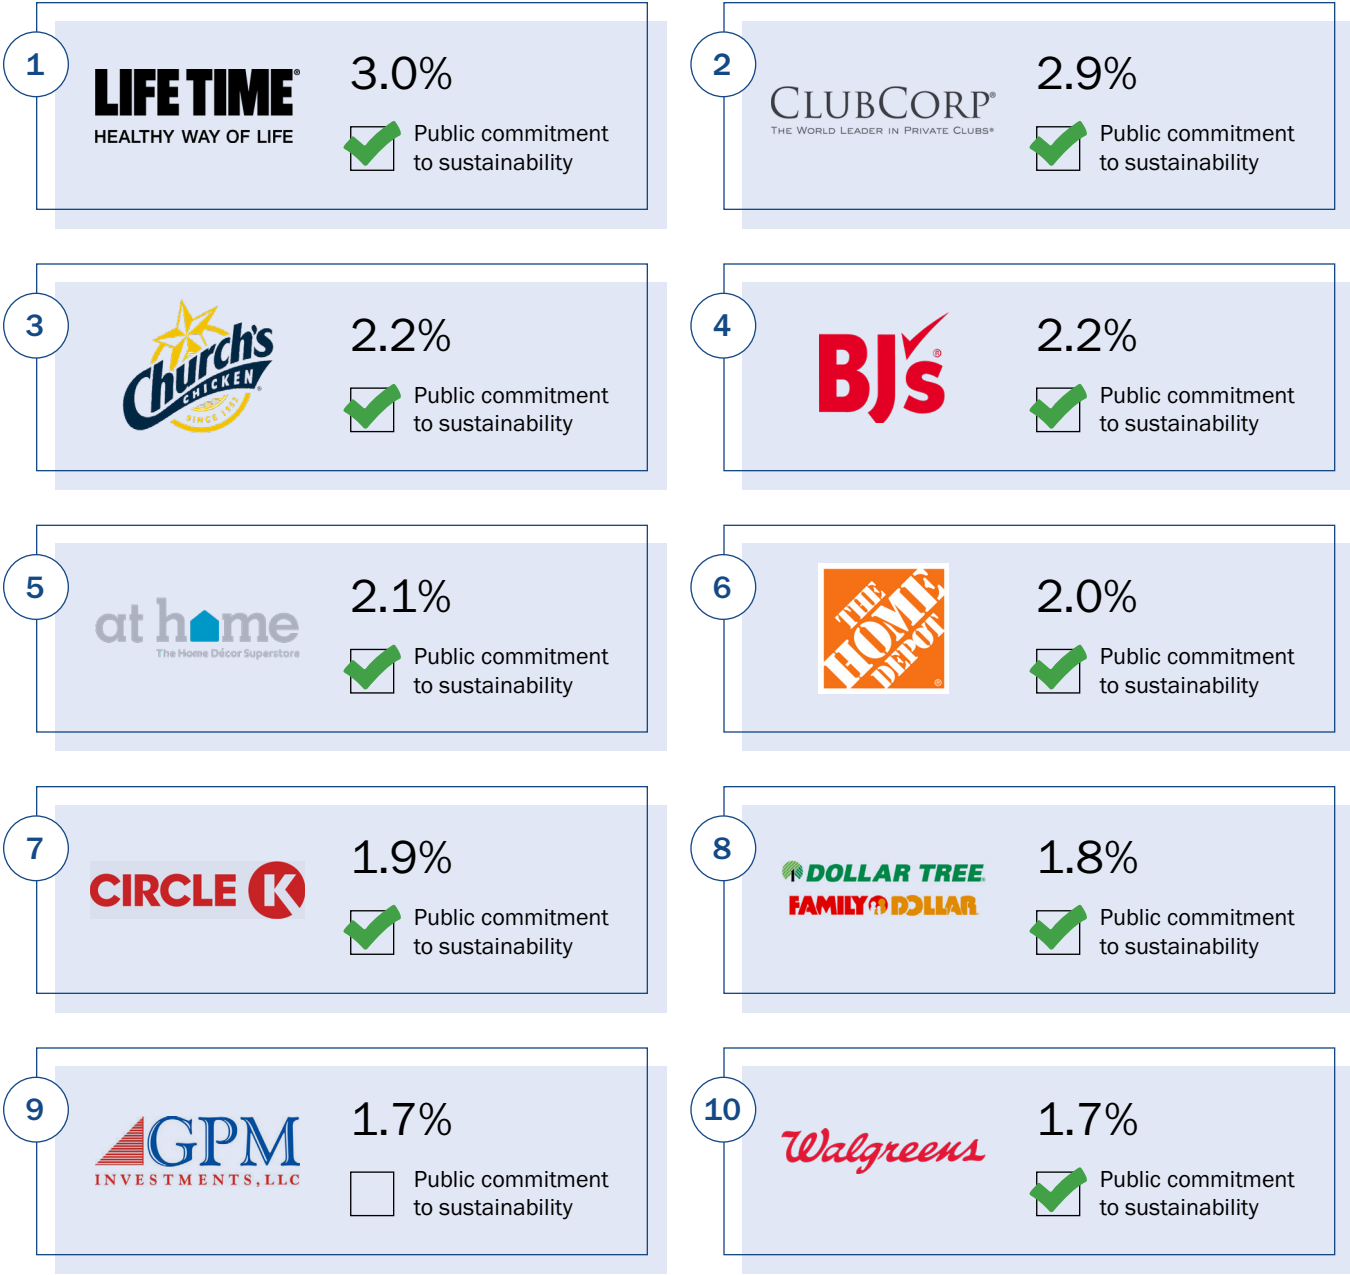 1
LIFE TIME®
HEALTHY WAY OF LIFE
3.0%
Public commitment
to sustainability
2
CLUBCORP®
THE WORLD LEADER IN PRIVATE CLUBS®
2.9%
Public commitment
to sustainability
3
Church's
CHICKEN®
SINCE 1952
2.2%
Public commitment
to sustainability
4
BJ's®
2.2%
Public commitment
to sustainability
5
at home
The Home Décor Superstore
2.1%
Public commitment
to sustainability
6
THE
HOME
DEPOT®
2.0%
Public commitment
to sustainability
7
CIRCLE K
1.9%
Public commitment
to sustainability
8
DOLLAR TREE
FAMILY DOLLAR
1.8%
Public commitment
to sustainability
9
GPM
INVESTMENTS, LLC
1.7%
Public commitment
to sustainability
10
Walgreens
1.7%
Public commitment
to sustainability